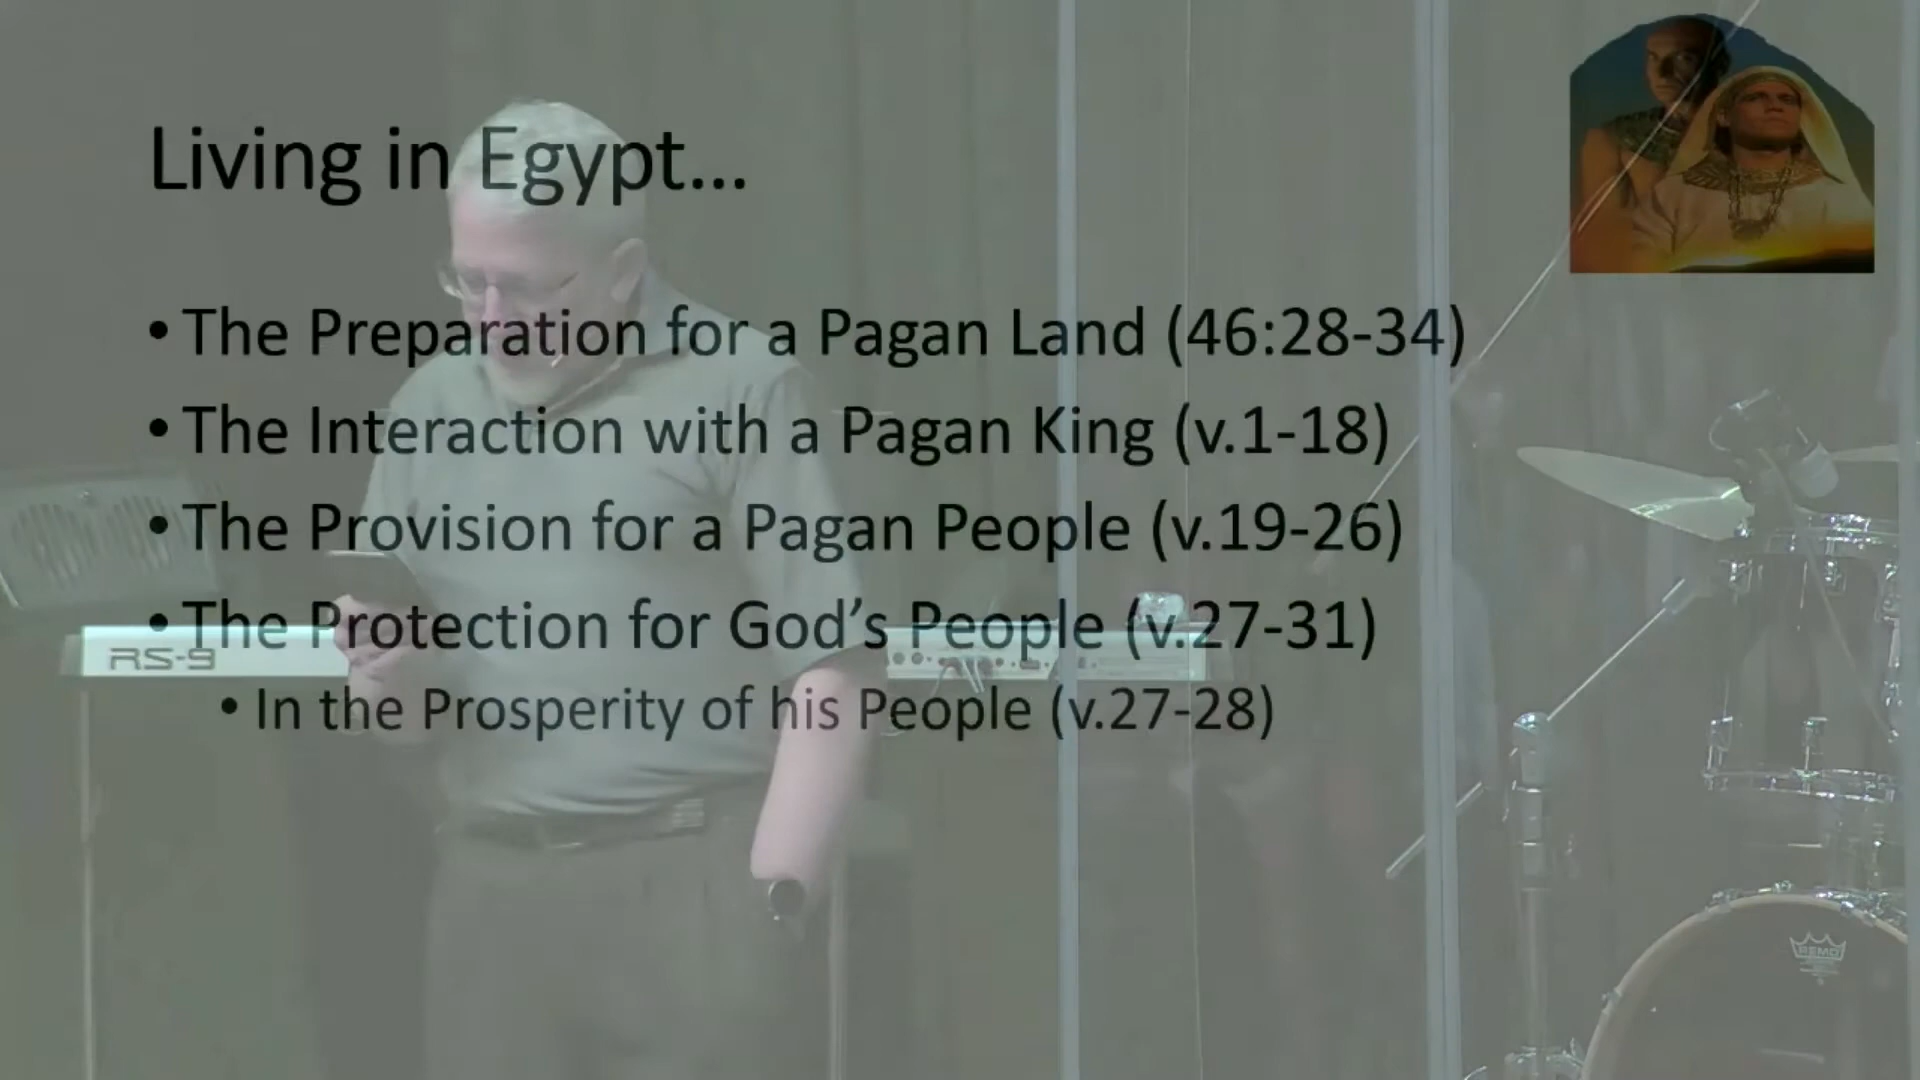 Living in Egypt...
• The Preparation for a Pagan Land (46:28-34)
• The Interaction with a Pagan King (v.1-18)
• The Provision for a Pagan People (v.19-26)
• The Protection for God's People (v.27-31)
RS-9
• In the Prosperity of his People (v.27-28)
REMO